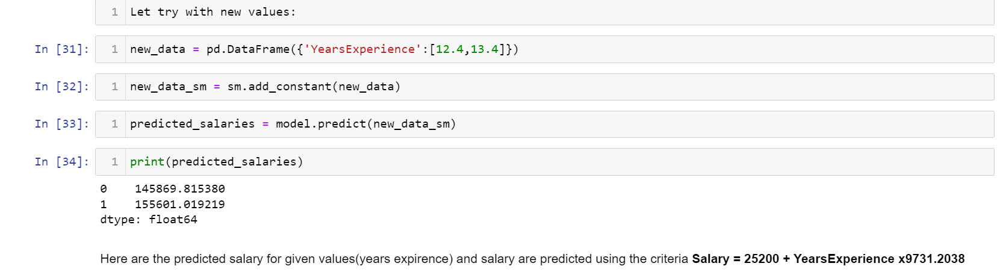 1 Let try with new values:
In [31]: 1 new_data = pd.DataFrame({'YearsExperience':[12.4,13.4]})
In [32]: 1 new_data_sm = sm.add_constant(new_data)
In [33]: 1 predicted_salaries = model.predict(new_data_sm)
In [34]: 1 print(predicted_salaries)
0 145869.815380
1 155601.019219
dtype: float64
Here are the predicted salary for given values(years expirence) and salary are predicted using the criteria Salary = 25200 + YearsExperience x9731.2038